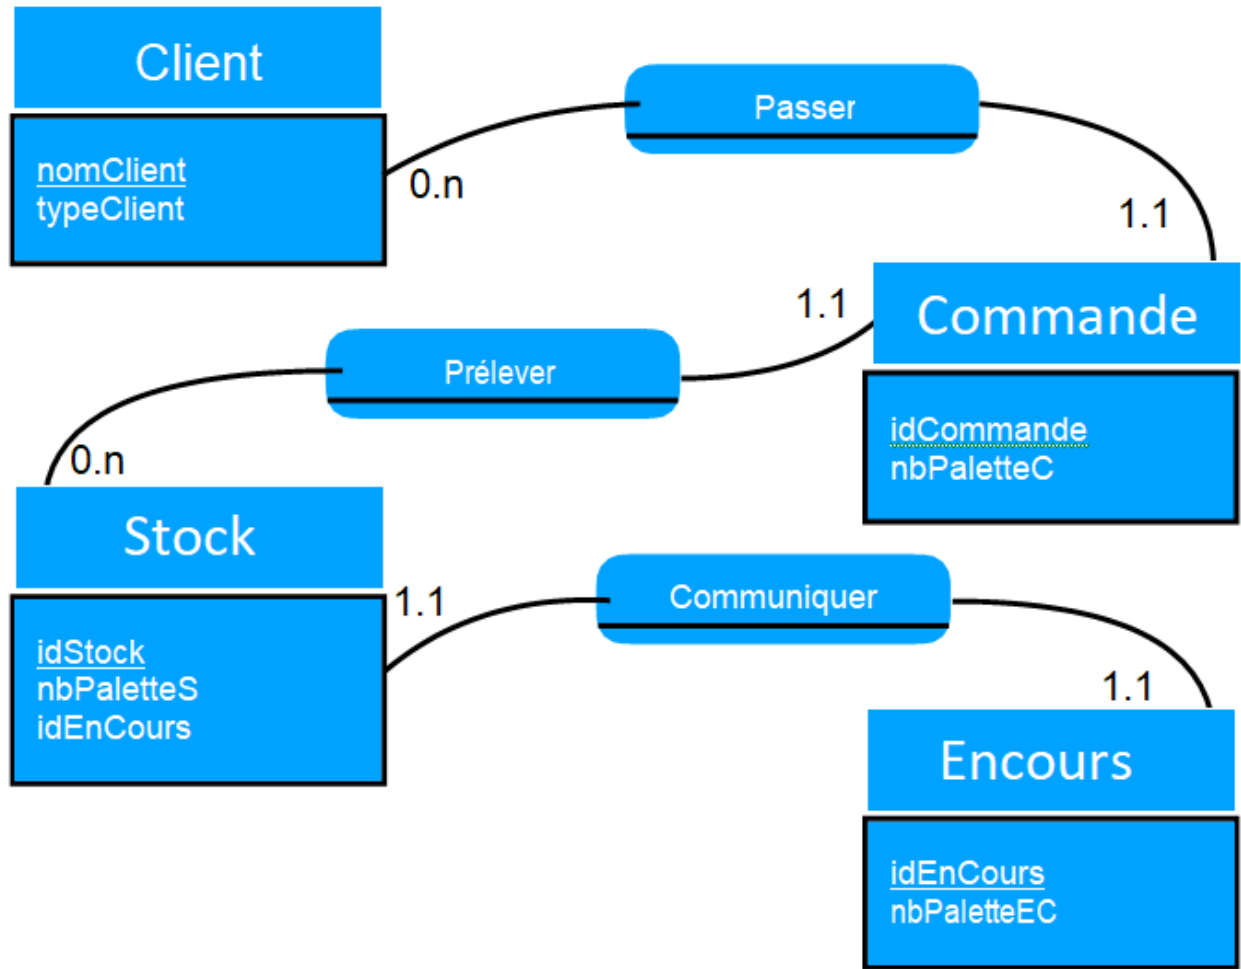 Client
nomClient
typeClient
0.n
Passer
1.1
Commande
idCommande
nbPaletteC
1.1
Prélever
0.n
Stock
idStock
nbPaletteS
idEnCours
1.1
Communiquer
1.1
Encours
idEnCours
nbPaletteEC